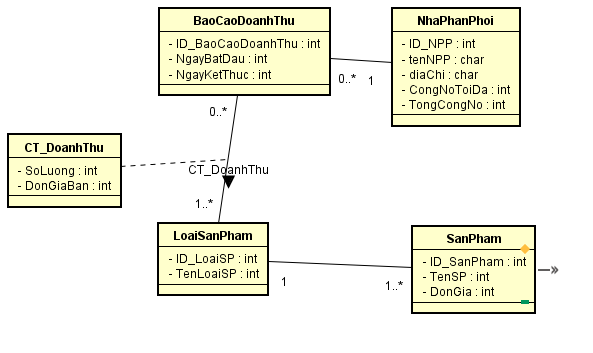 BaoCaoDoanhThu
- ID_BaoCaoDoanhThu : int
- NgayBatDau : int
- NgayKetThuc : int
NhaPhanPhoi
- ID_NPP : int
- tenNPP : char
- diaChi : char
- CongNoToiDa : int
- TongCongNo : int
0..*
1
0..*
CT_DoanhThu
- SoLuong : int
- DonGiaBan : int
CT_DoanhThu
1..*
LoaiSanPham
- ID_LoaiSP : int
- TenLoaiSP : int
1
1..*
SanPham
- ID_SanPham : int
- TenSP : int
- DonGia : int